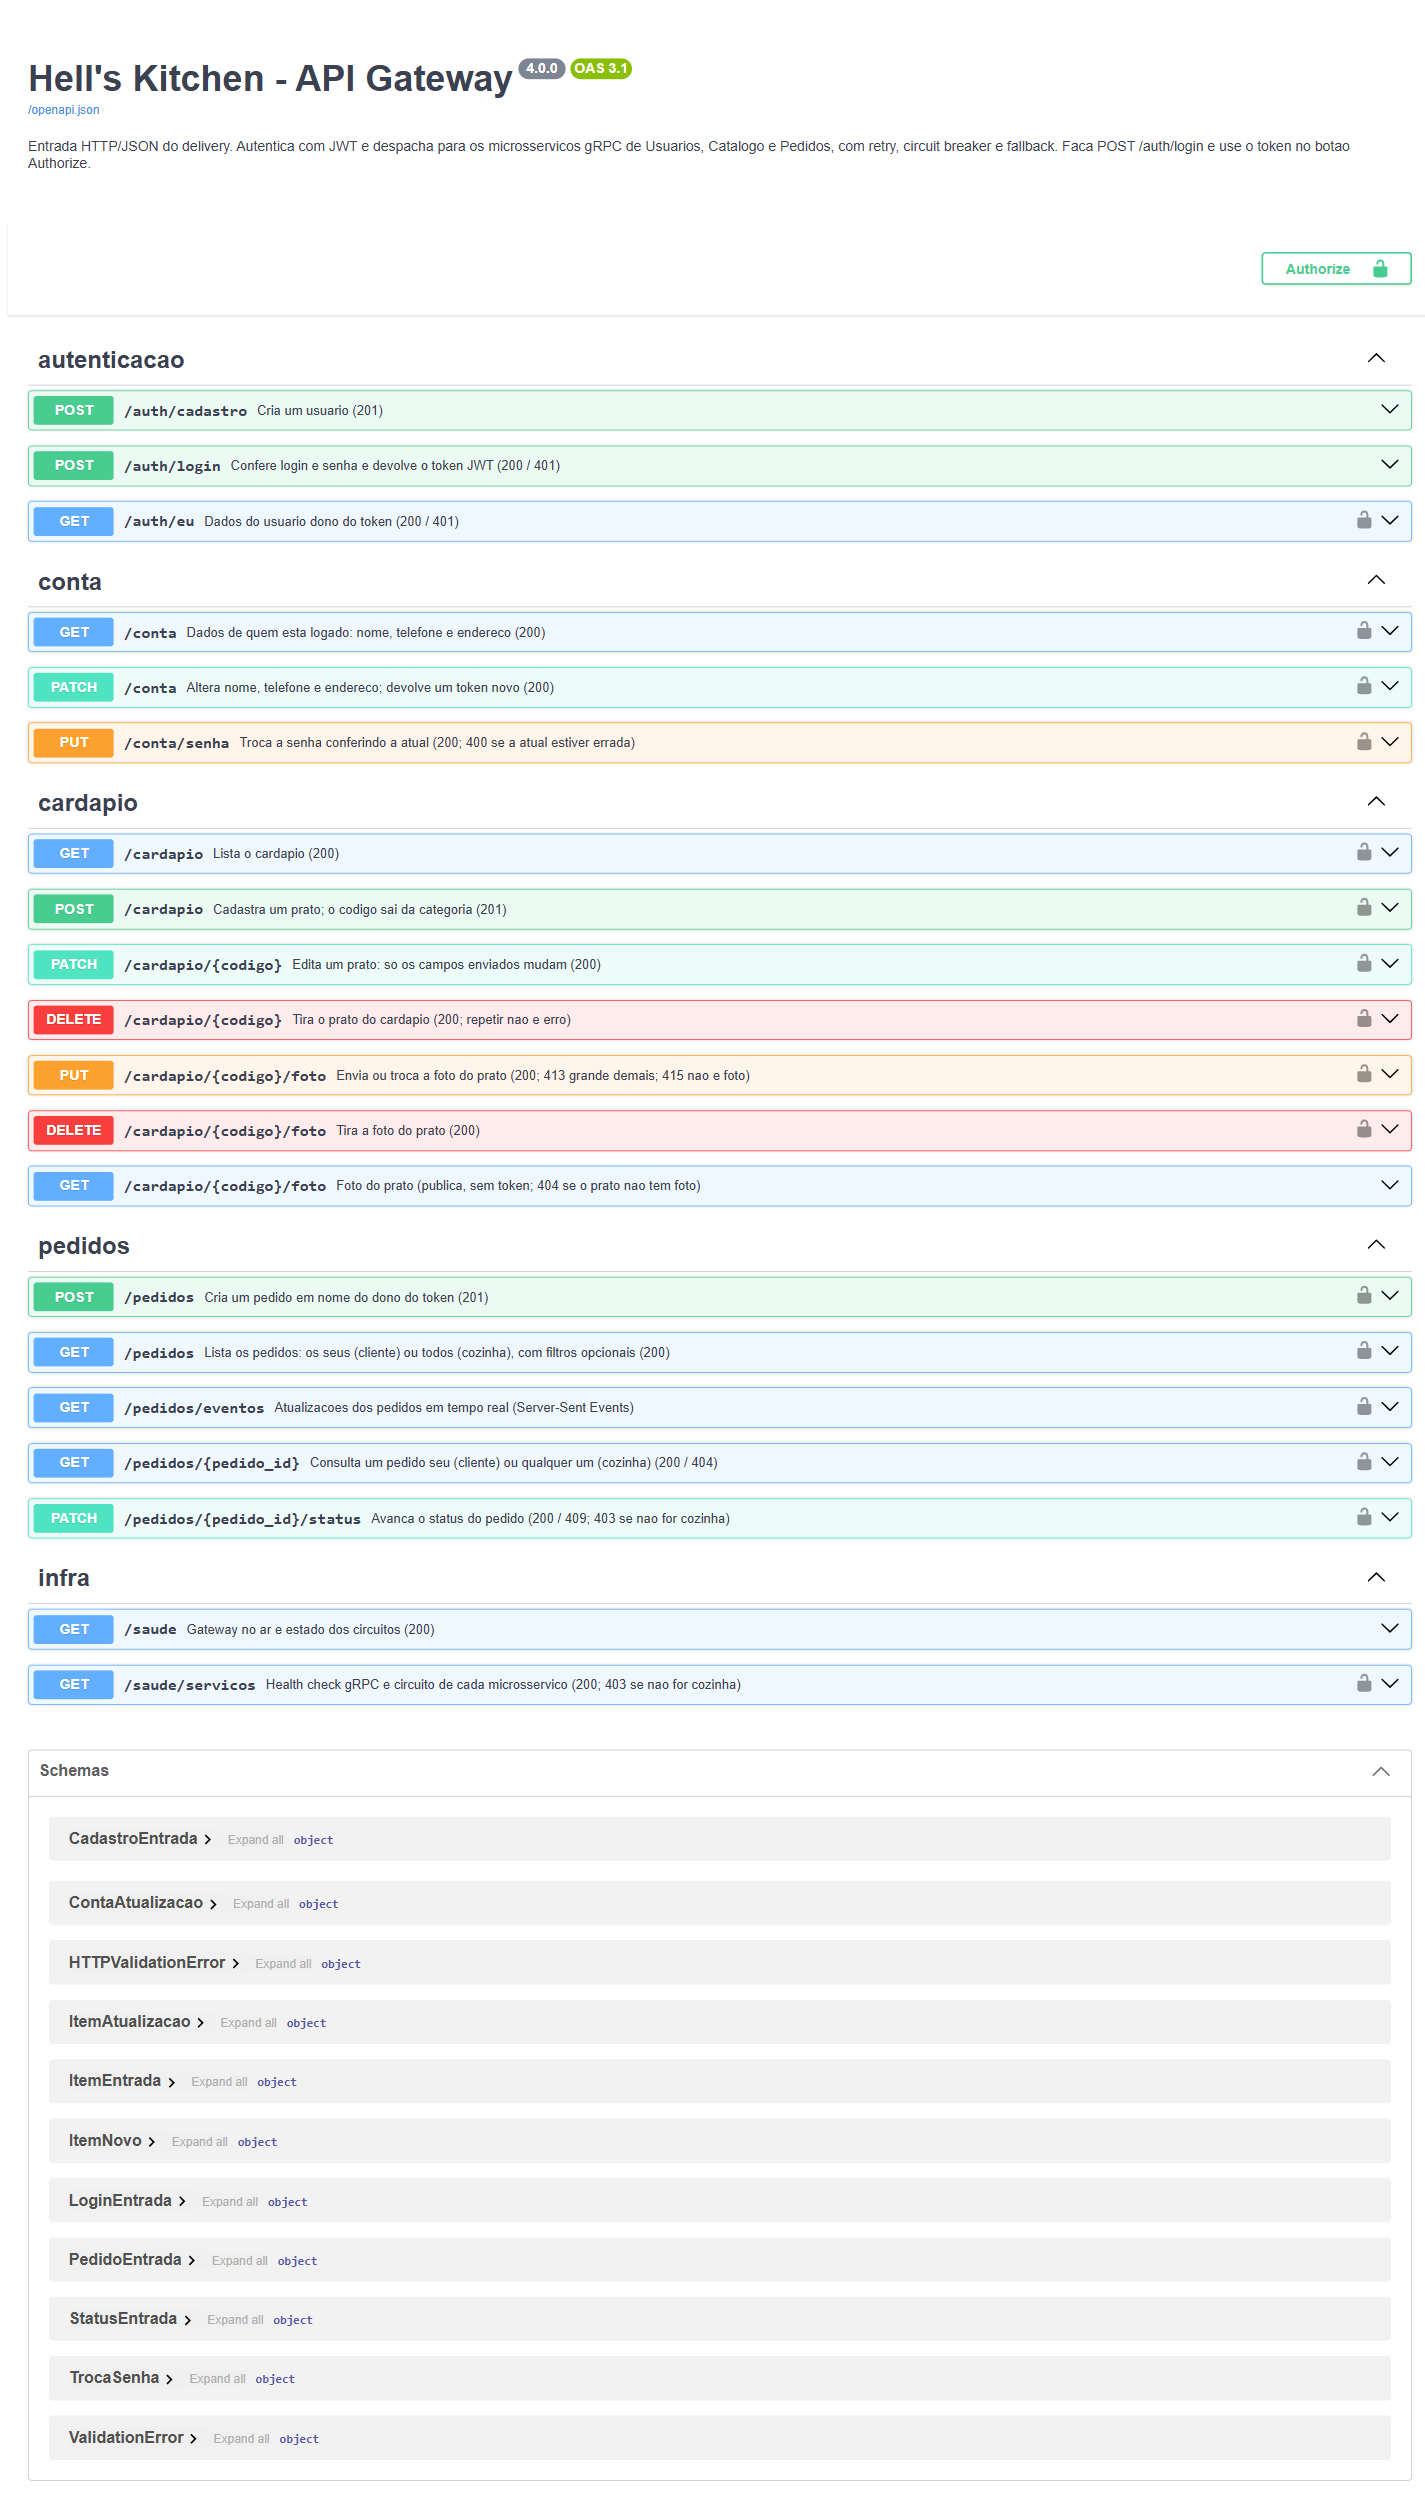 Hell's Kitchen - API Gateway 4.0.0 OAS 3.1
/openapi.json
Entrada HTTP/JSON do delivery. Autentica com JWT e despacha para os microsservicos gRPC de Usuarios, Catalogo e Pedidos, com retry, circuit breaker e fallback. Faca POST /auth/login e use o token no botao
Authorize.
Authorize
autenticacao
POST /auth/cadastro Cria um usuario (201)
POST /auth/login Confere login e senha e devolve o token JWT (200 / 401)
GET /auth/eu Dados do usuario dono do token (200 / 401)
conta
GET /conta Dados de quem esta logado: nome, telefone e endereco (200)
PATCH /conta Altera nome, telefone e endereco; devolve um token novo (200)
PUT /conta/senha Troca a senha conferindo a atual (200; 400 se a atual estiver errada)
cardapio
GET /cardapio Lista o cardapio (200)
POST /cardapio Cadastra um prato; o codigo sai da categoria (201)
PATCH /cardapio/{codigo} Edita um prato: so os campos enviados mudam (200)
DELETE /cardapio/{codigo} Tira o prato do cardapio (200; repetir nao e erro)
PUT /cardapio/{codigo}/foto Envia ou troca a foto do prato (200; 413 grande demais; 415 nao e foto)
DELETE /cardapio/{codigo}/foto Tira a foto do prato (200)
GET /cardapio/{codigo}/foto Foto do prato (publica, sem token; 404 se o prato nao tem foto)
pedidos
POST /pedidos Cria um pedido em nome do dono do token (201)
GET /pedidos Lista os pedidos: os seus (cliente) ou todos (cozinha), com filtros opcionais (200)
GET /pedidos/eventos Atualizacoes dos pedidos em tempo real (Server-Sent Events)
GET /pedidos/{pedido_id} Consulta um pedido seu (cliente) ou qualquer um (cozinha) (200 / 404)
PATCH /pedidos/{pedido_id}/status Avanca o status do pedido (200 / 409; 403 se nao for cozinha)
infra
GET /saude Gateway no ar e estado dos circuitos (200)
GET /saude/servicos Health check gRPC e circuito de cada microsservico (200; 403 se nao for cozinha)
Schemas
CadastroEntrada Expand all object
ContaAtualizacao Expand all object
HTTPValidationError Expand all object
ItemAtualizacao Expand all object
ItemEntrada Expand all object
ItemNovo Expand all object
LoginEntrada Expand all object
PedidoEntrada Expand all object
StatusEntrada Expand all object
TrocaSenha Expand all object
ValidationError Expand all object